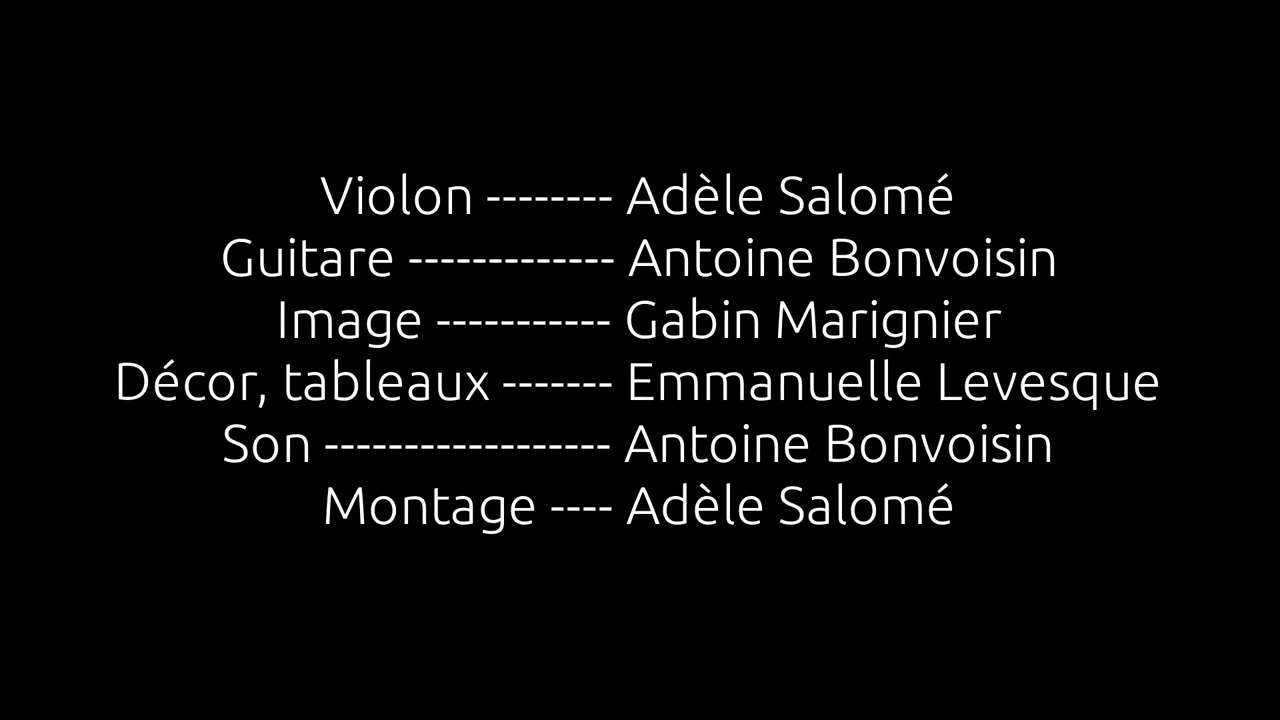 Violon -------- Adèle Salomé
Guitare ------------- Antoine Bonvoisin
Image ----------- Gabin Marignier
Décor, tableaux ------- Emmanuelle Levesque
Son ------------------ Antoine Bonvoisin
Montage ---- Adèle Salomé